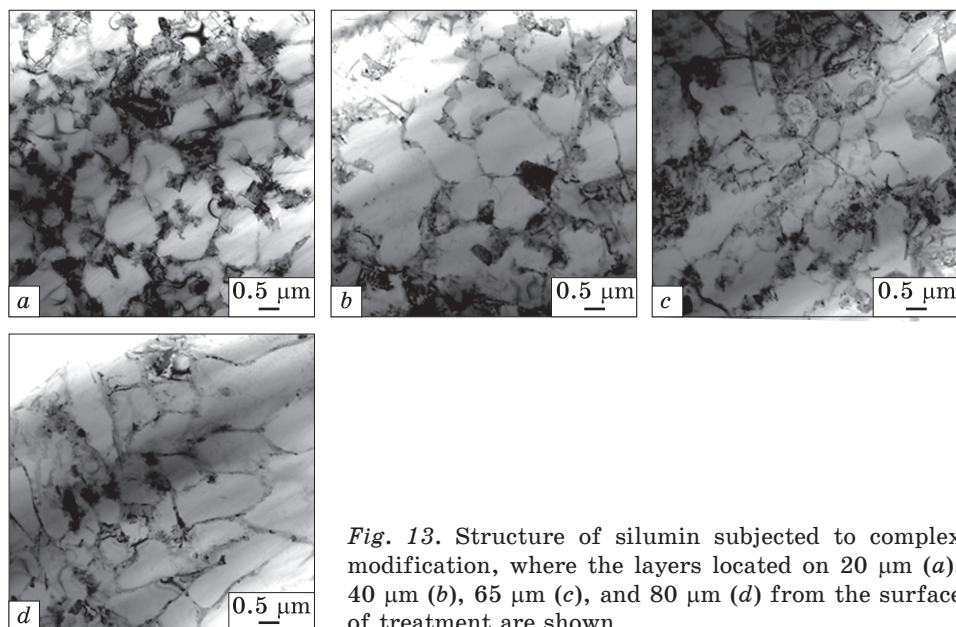 a
0.5 μm
b
0.5 μm
c
0.5 μm
d
0.5 μm
Fig. 13. Structure of silumin subjected to complex
modification, where the layers located on 20 μm (a),
40 μm (b), 65 μm (c), and 80 μm (d) from the surface
of treatment are shown